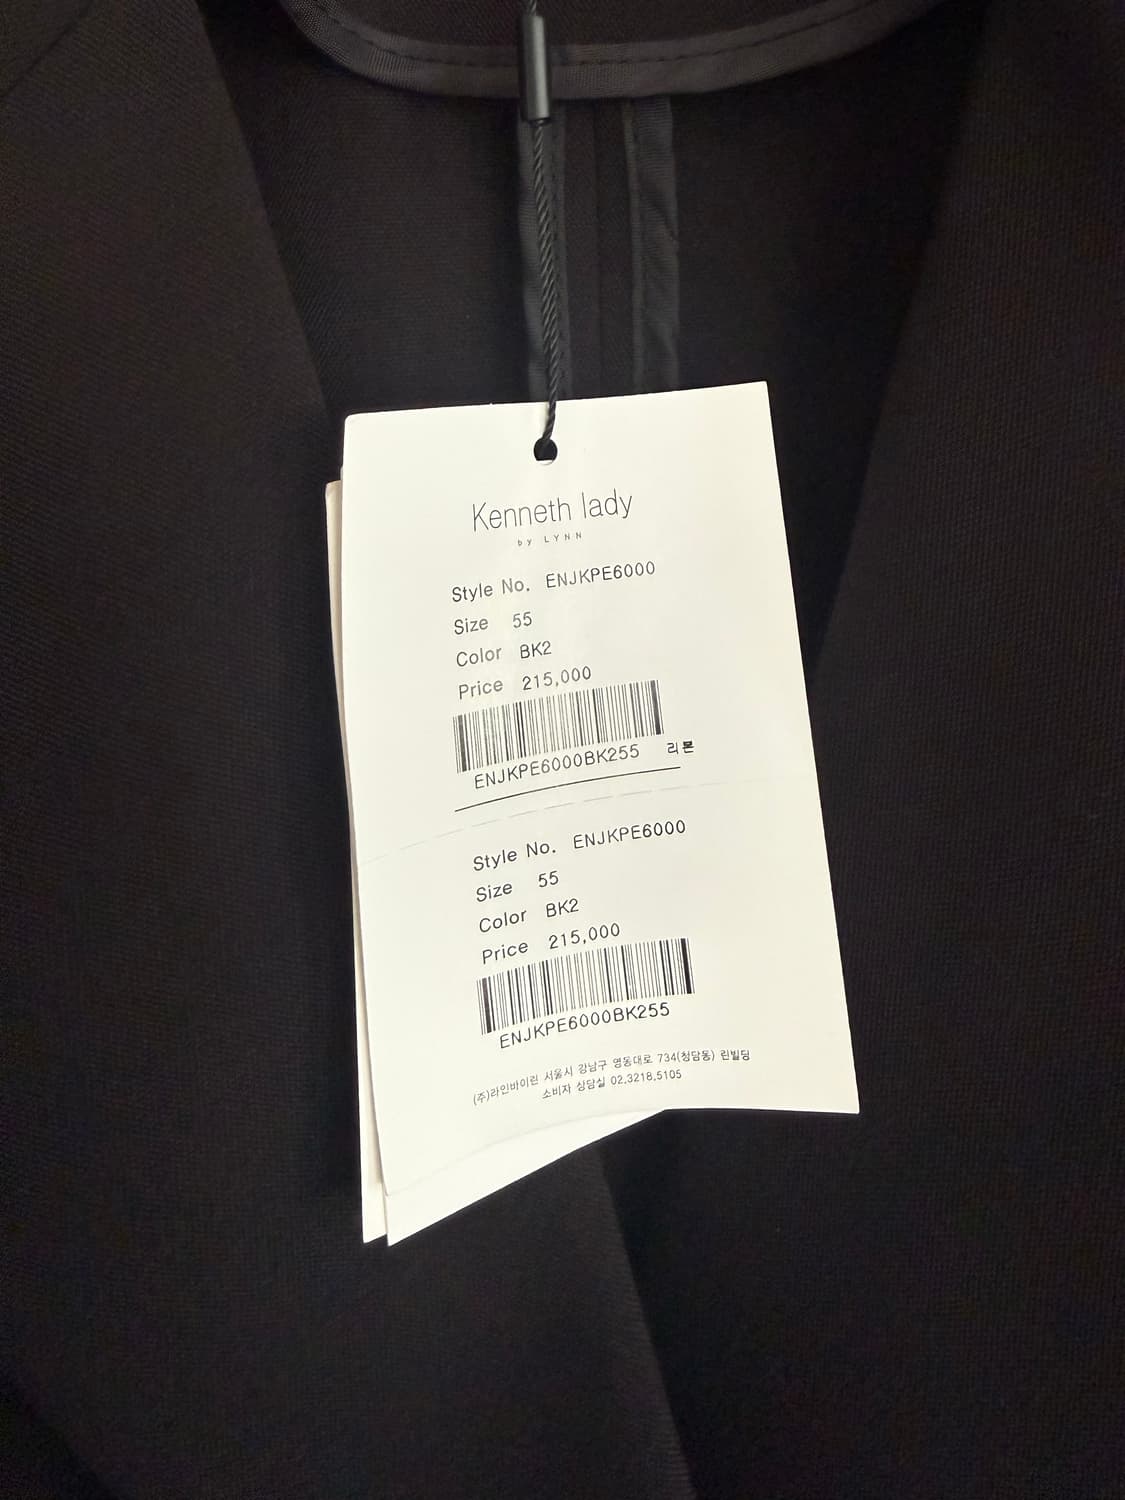 Kenneth lady
by LYNN
Style No. ENJKPE6000
Size 55
Color BK2
Price 215,000
ENJKPE6000BK255 리몬
Style No. ENJKPE6000
Size 55
Color BK2
Price 215,000
ENJKPE6000BK255
(주)라인바이린 서울시 강남구 영동대로 734(청담동) 린빌딩
소비자 상담실 02.3218.5105